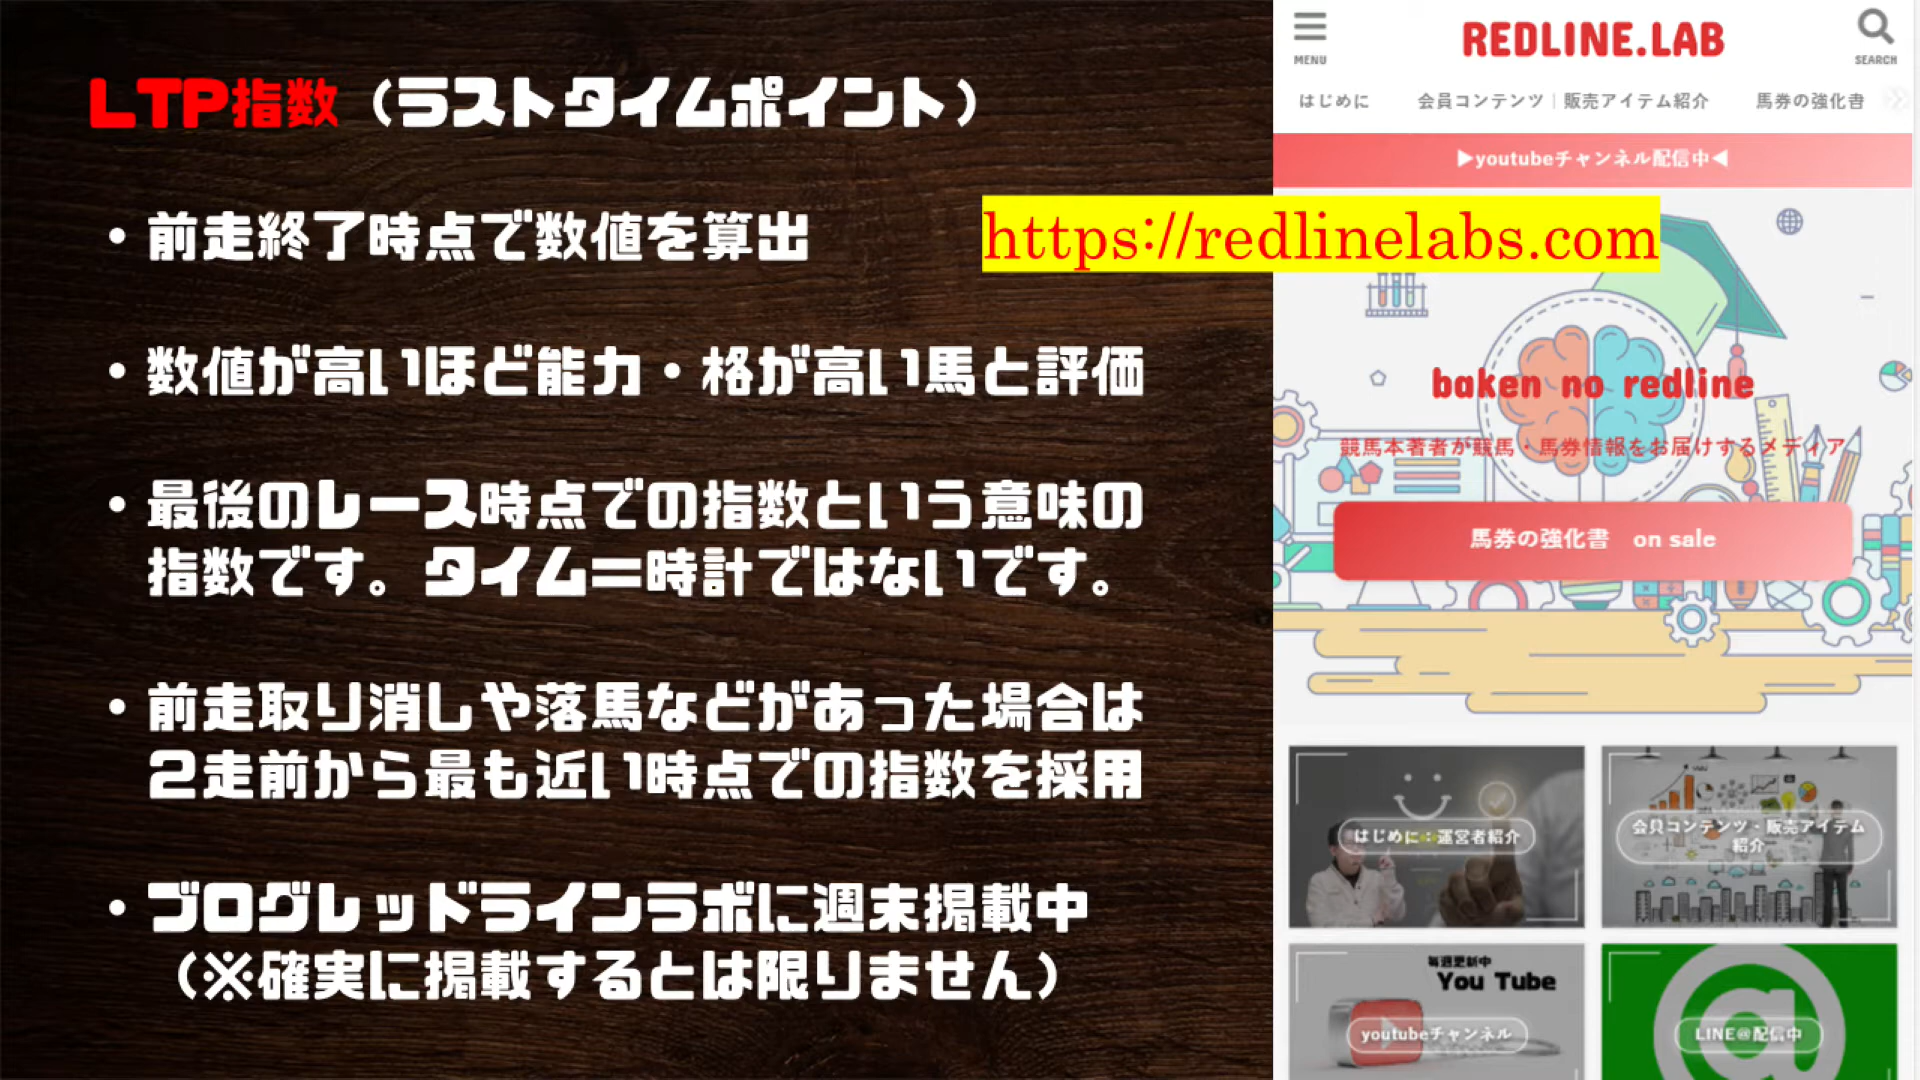 LTP指数（ラストタイムポイント）
・前走終了時点で数値を算出
・数値が高いほど能力・格が高い馬と評価
・最後のレース時点での指数という意味の
指数です。タイム＝時計ではないです。
・前走取り消しや落馬などがあった場合は
２走前から最も近い時点での指数を採用
・ブログレッドラインラボに週末掲載中
（※確実に掲載するとは限りません）
https://redlinelabs.com
MENU
REDLINE.LAB
SEARCH
はじめに
会員コンテンツ｜販売アイテム紹介
馬券の強化書
▶youtubeチャンネル配信中◀
baken no redline
競馬本著者が競馬・馬券情報をお届けするメディア
馬券の強化書　on sale
はじめに：運営者紹介
会員コンテンツ・販売アイテム
紹介
毎週更新中
You Tube
youtubeチャンネル
LINE@配信中